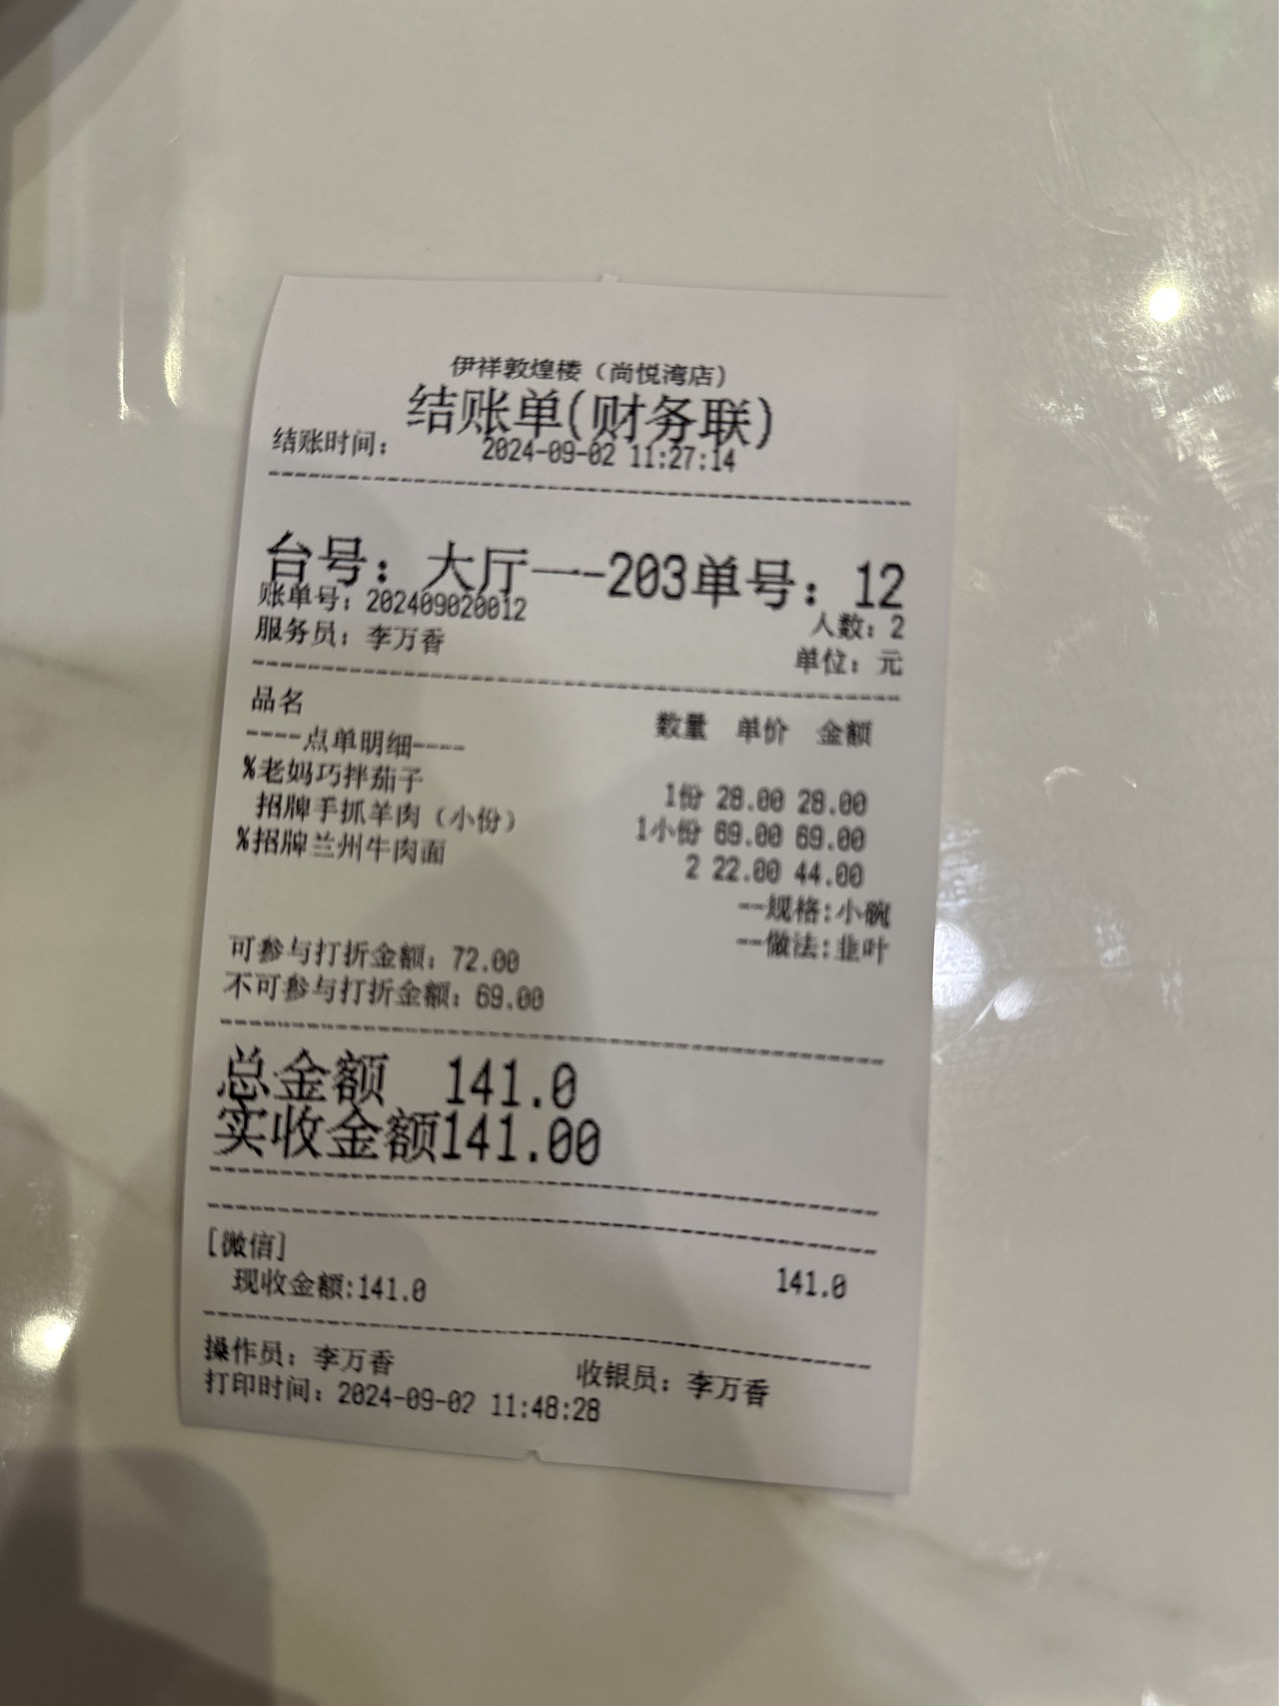 伊祥敦煌楼（尚悦湾店）
结账单(财务联)
结账时间： 2024-09-02 11:27:14
台号：大厅一-203单号：12
账单号：202409020012
人数：2
服务员：李万香
单位：元
品名 数量 单价 金额
----点单明细----
%老妈巧拌茄子 1份 28.00 28.00
招牌手抓羊肉（小份） 1小份 69.00 69.00
%招牌兰州牛肉面 2 22.00 44.00
--规格:小碗
--做法:韭叶
可参与打折金额：72.00
不可参与打折金额：69.00
总金额 141.0
实收金额141.00
[微信]
现收金额:141.0 141.0
操作员：李万香 收银员：李万香
打印时间：2024-09-02 11:48:28